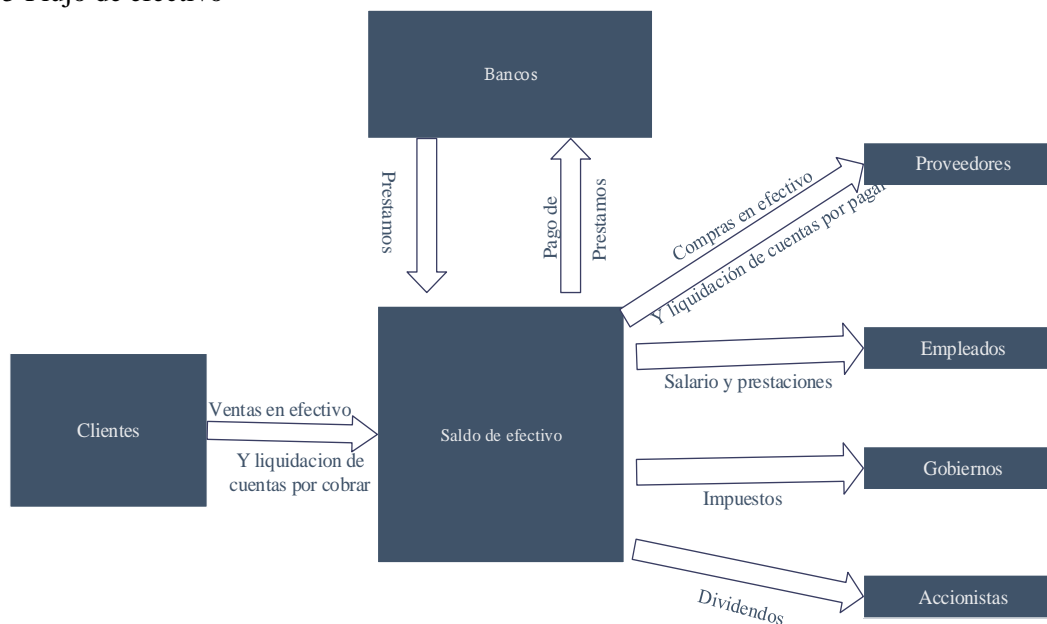 Flujo de efectivo
Bancos
Prestamos
Pago de
Prestamos
Compras en efectivo
Y liquidación de cuentas por pagar
Proveedores
Empleados
Salario y prestaciones
Clientes
Ventas en efectivo
Y liquidacion de
cuentas por cobrar
Saldo de efectivo
Gobiernos
Impuestos
Accionistas
Dividendos